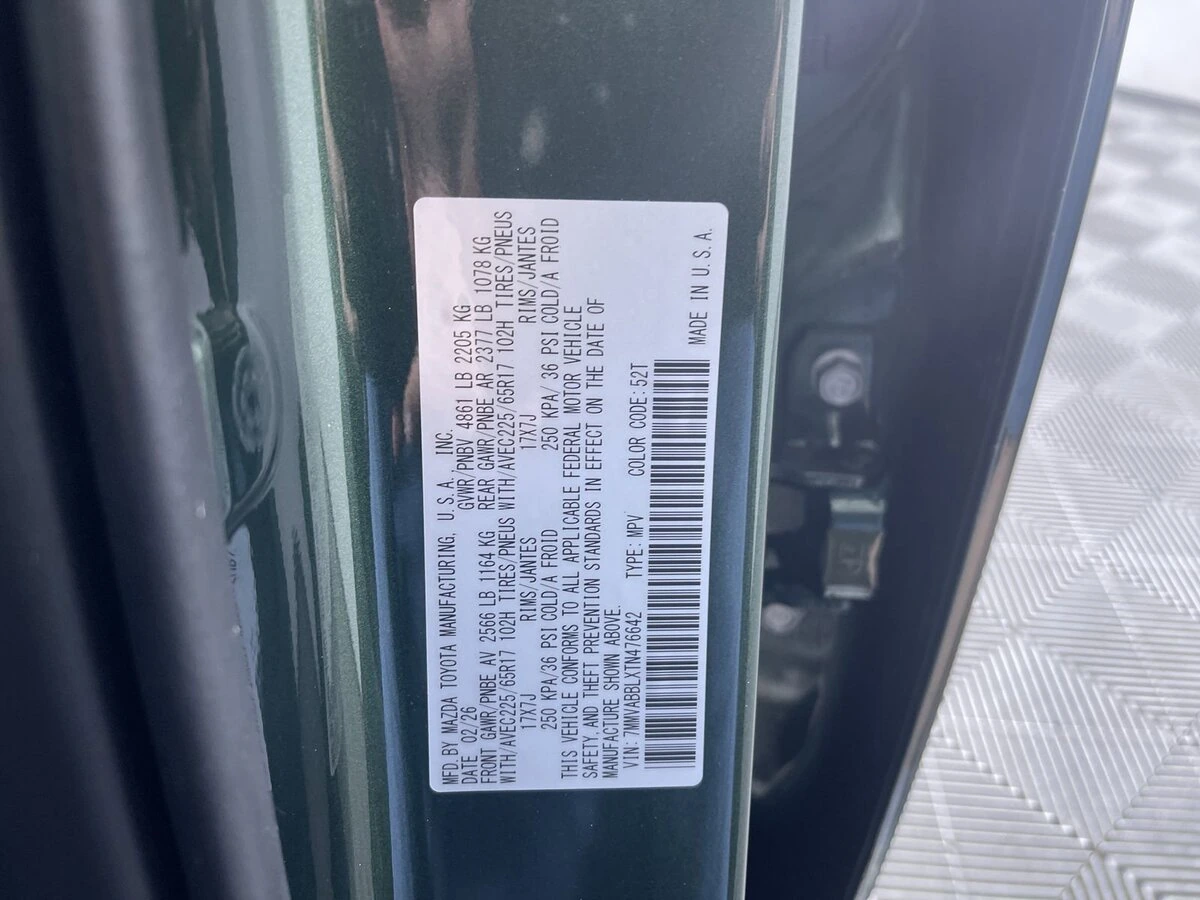 MFD. BY MAZDA TOYOTA MANUFACTURING, U.S.A., INC.
DATE 02/26 GVWR/PNBV 4861 LB 2205 KG
FRONT GAWR/PNBE AV 2566 LB 1164 KG REAR GAWR/PNBE AR 2377 LB 1078 KG
WITH/AVEC225/65R17 102H TIRES/PNEUS WITH/AVEC225/65R17 102H TIRES/PNEUS
17X7J RIMS/JANTES 17X7J RIMS/JANTES
250 KPA/36 PSI COLD/A FROID 250 KPA/ 36 PSI COLD/A FROID
THIS VEHICLE CONFORMS TO ALL APPLICABLE FEDERAL MOTOR VEHICLE
SAFETY, AND THEFT PREVENTION STANDARDS IN EFFECT ON THE DATE OF
MANUFACTURE SHOWN ABOVE.
VIN: 7MMVABBLXTN476642 TYPE: MPV COLOR CODE: 52T
MADE IN U.S.A.